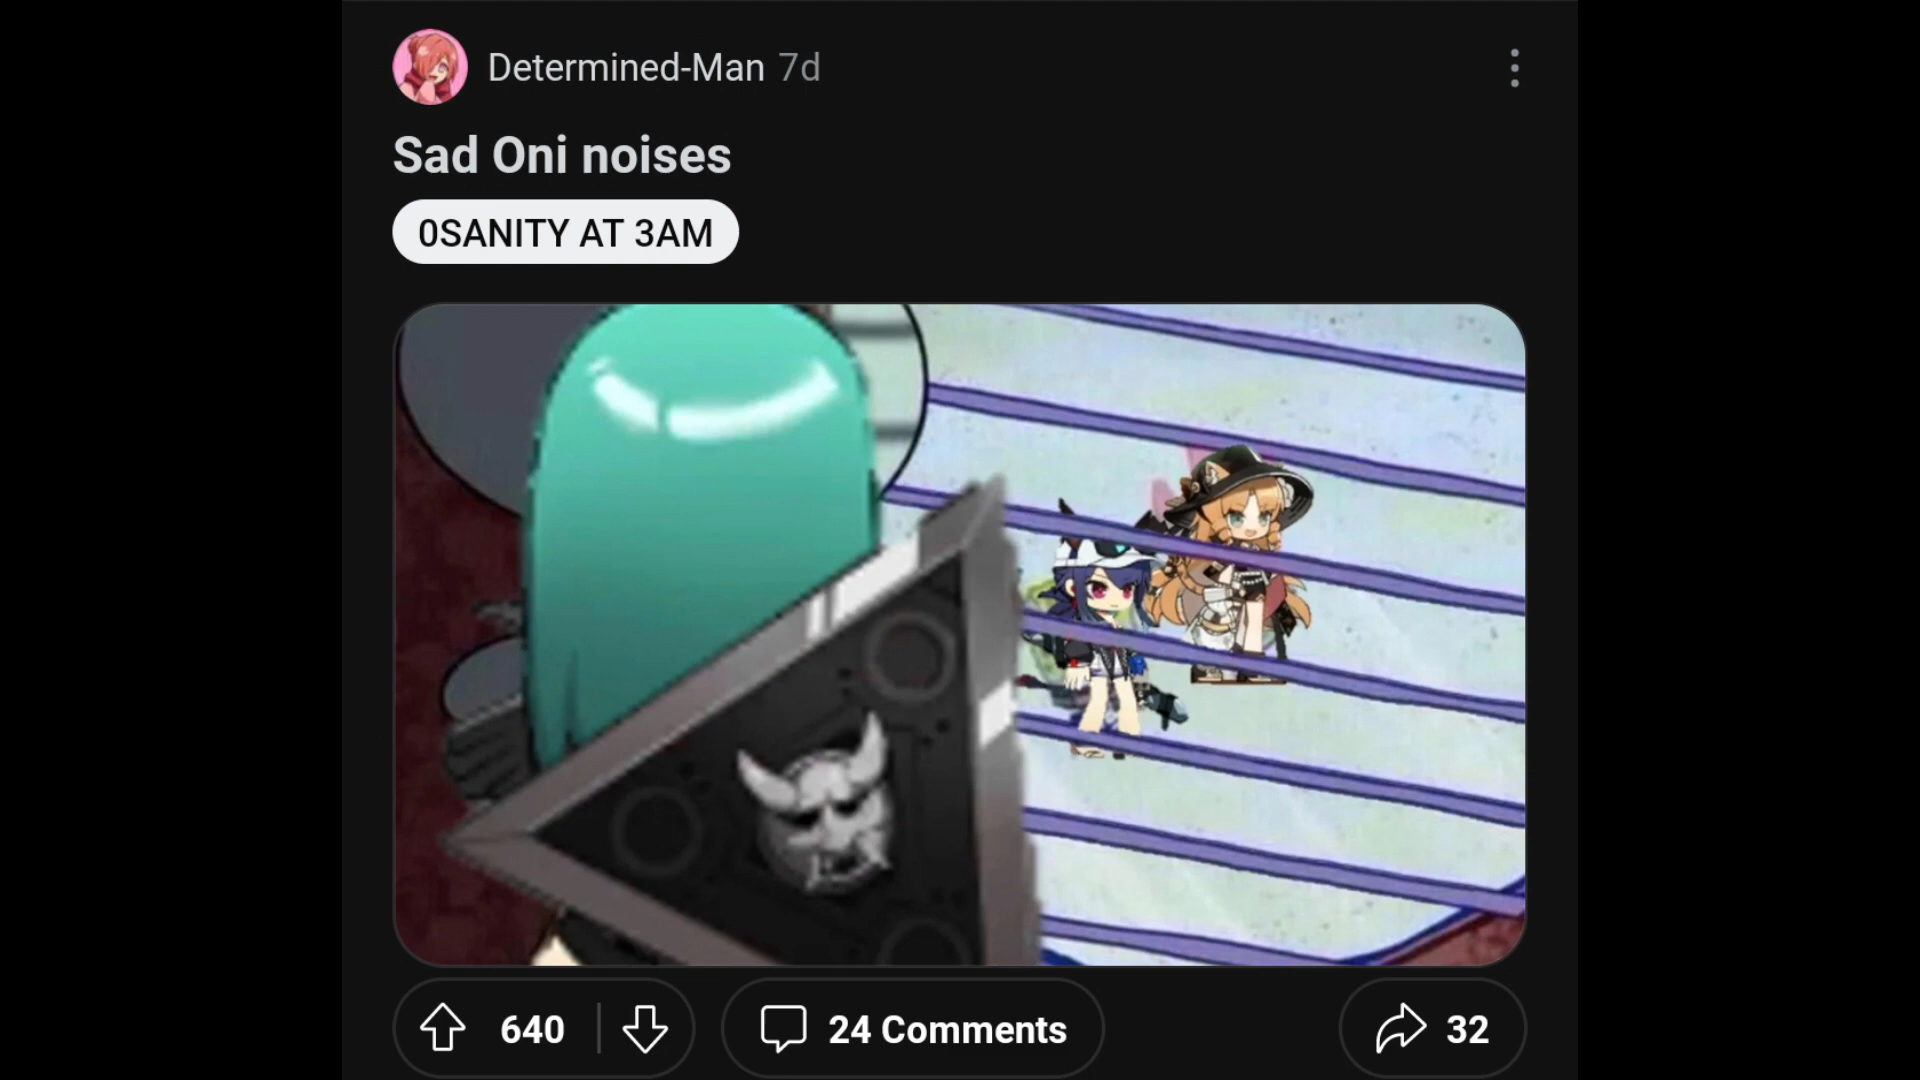 Determined-Man 7d
Sad Oni noises
0SANITY AT 3AM
640
24 Comments
32